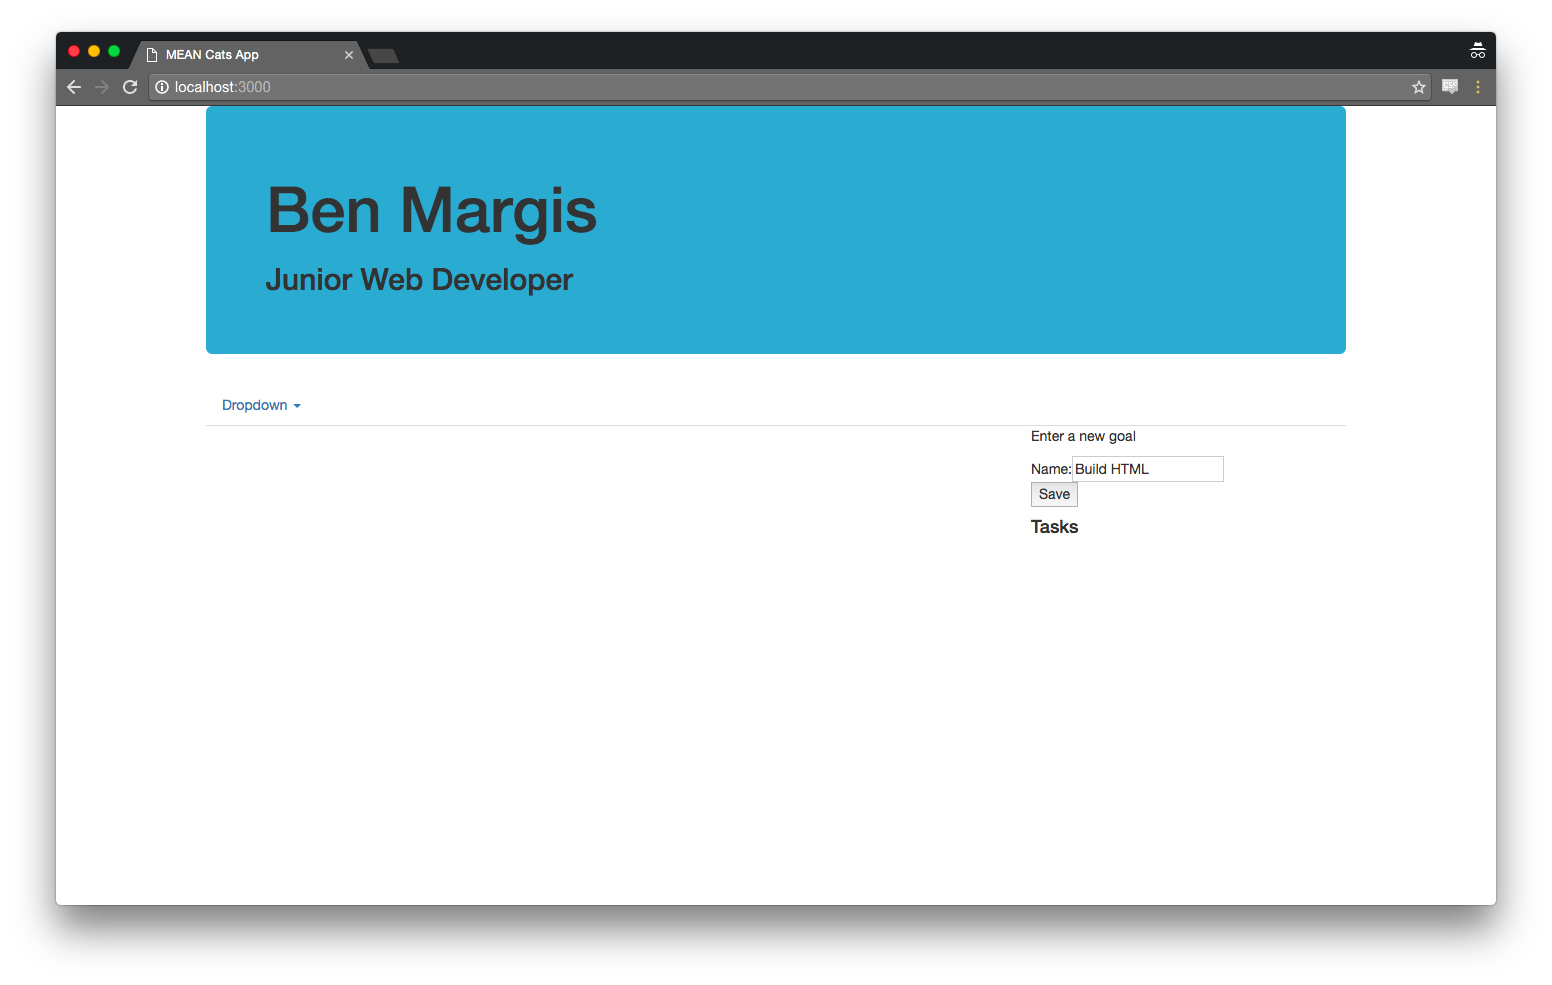 MEAN Cats App
localhost:3000
Ben Margis
Junior Web Developer
Dropdown
Enter a new goal
Name: Build HTML
Save
Tasks